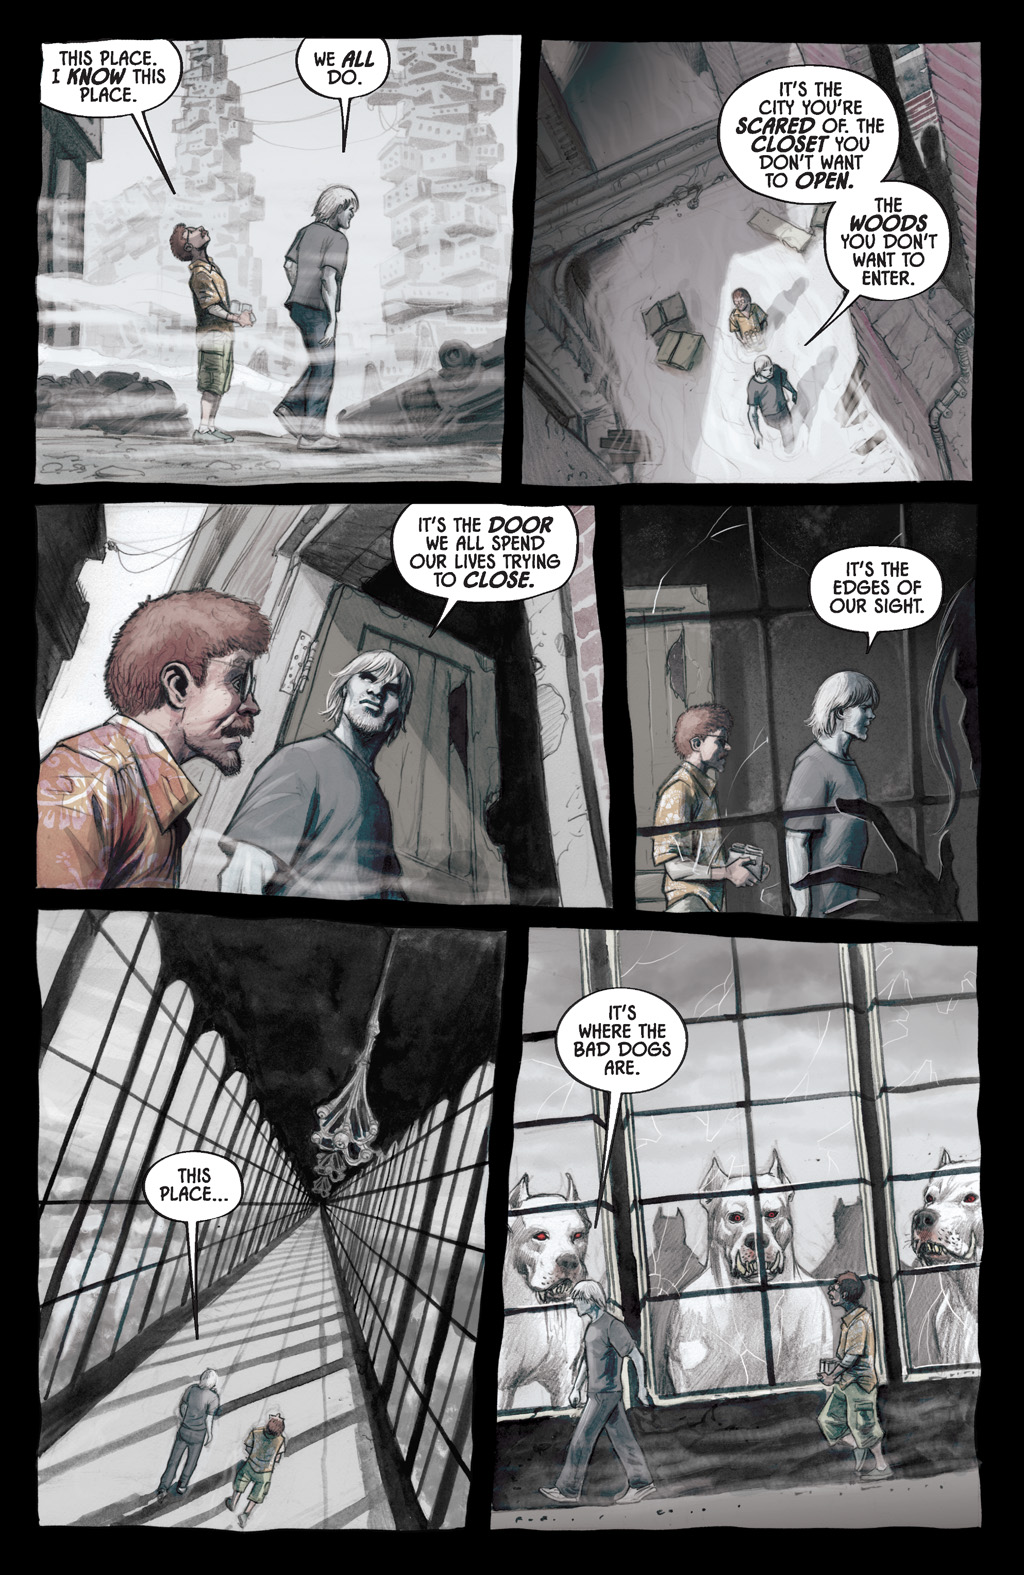 THIS PLACE.
I KNOW THIS
PLACE.
WE ALL
DO.
IT'S THE
CITY YOU'RE
SCARED OF. THE
CLOSET YOU
DON'T WANT
TO OPEN.
THE
WOODS
YOU DON'T
WANT TO
ENTER.
IT'S THE DOOR
WE ALL SPEND
OUR LIVES TRYING
TO CLOSE.
IT'S THE
EDGES OF
OUR SIGHT.
THIS
PLACE...
IT'S
WHERE THE
BAD DOGS
ARE.